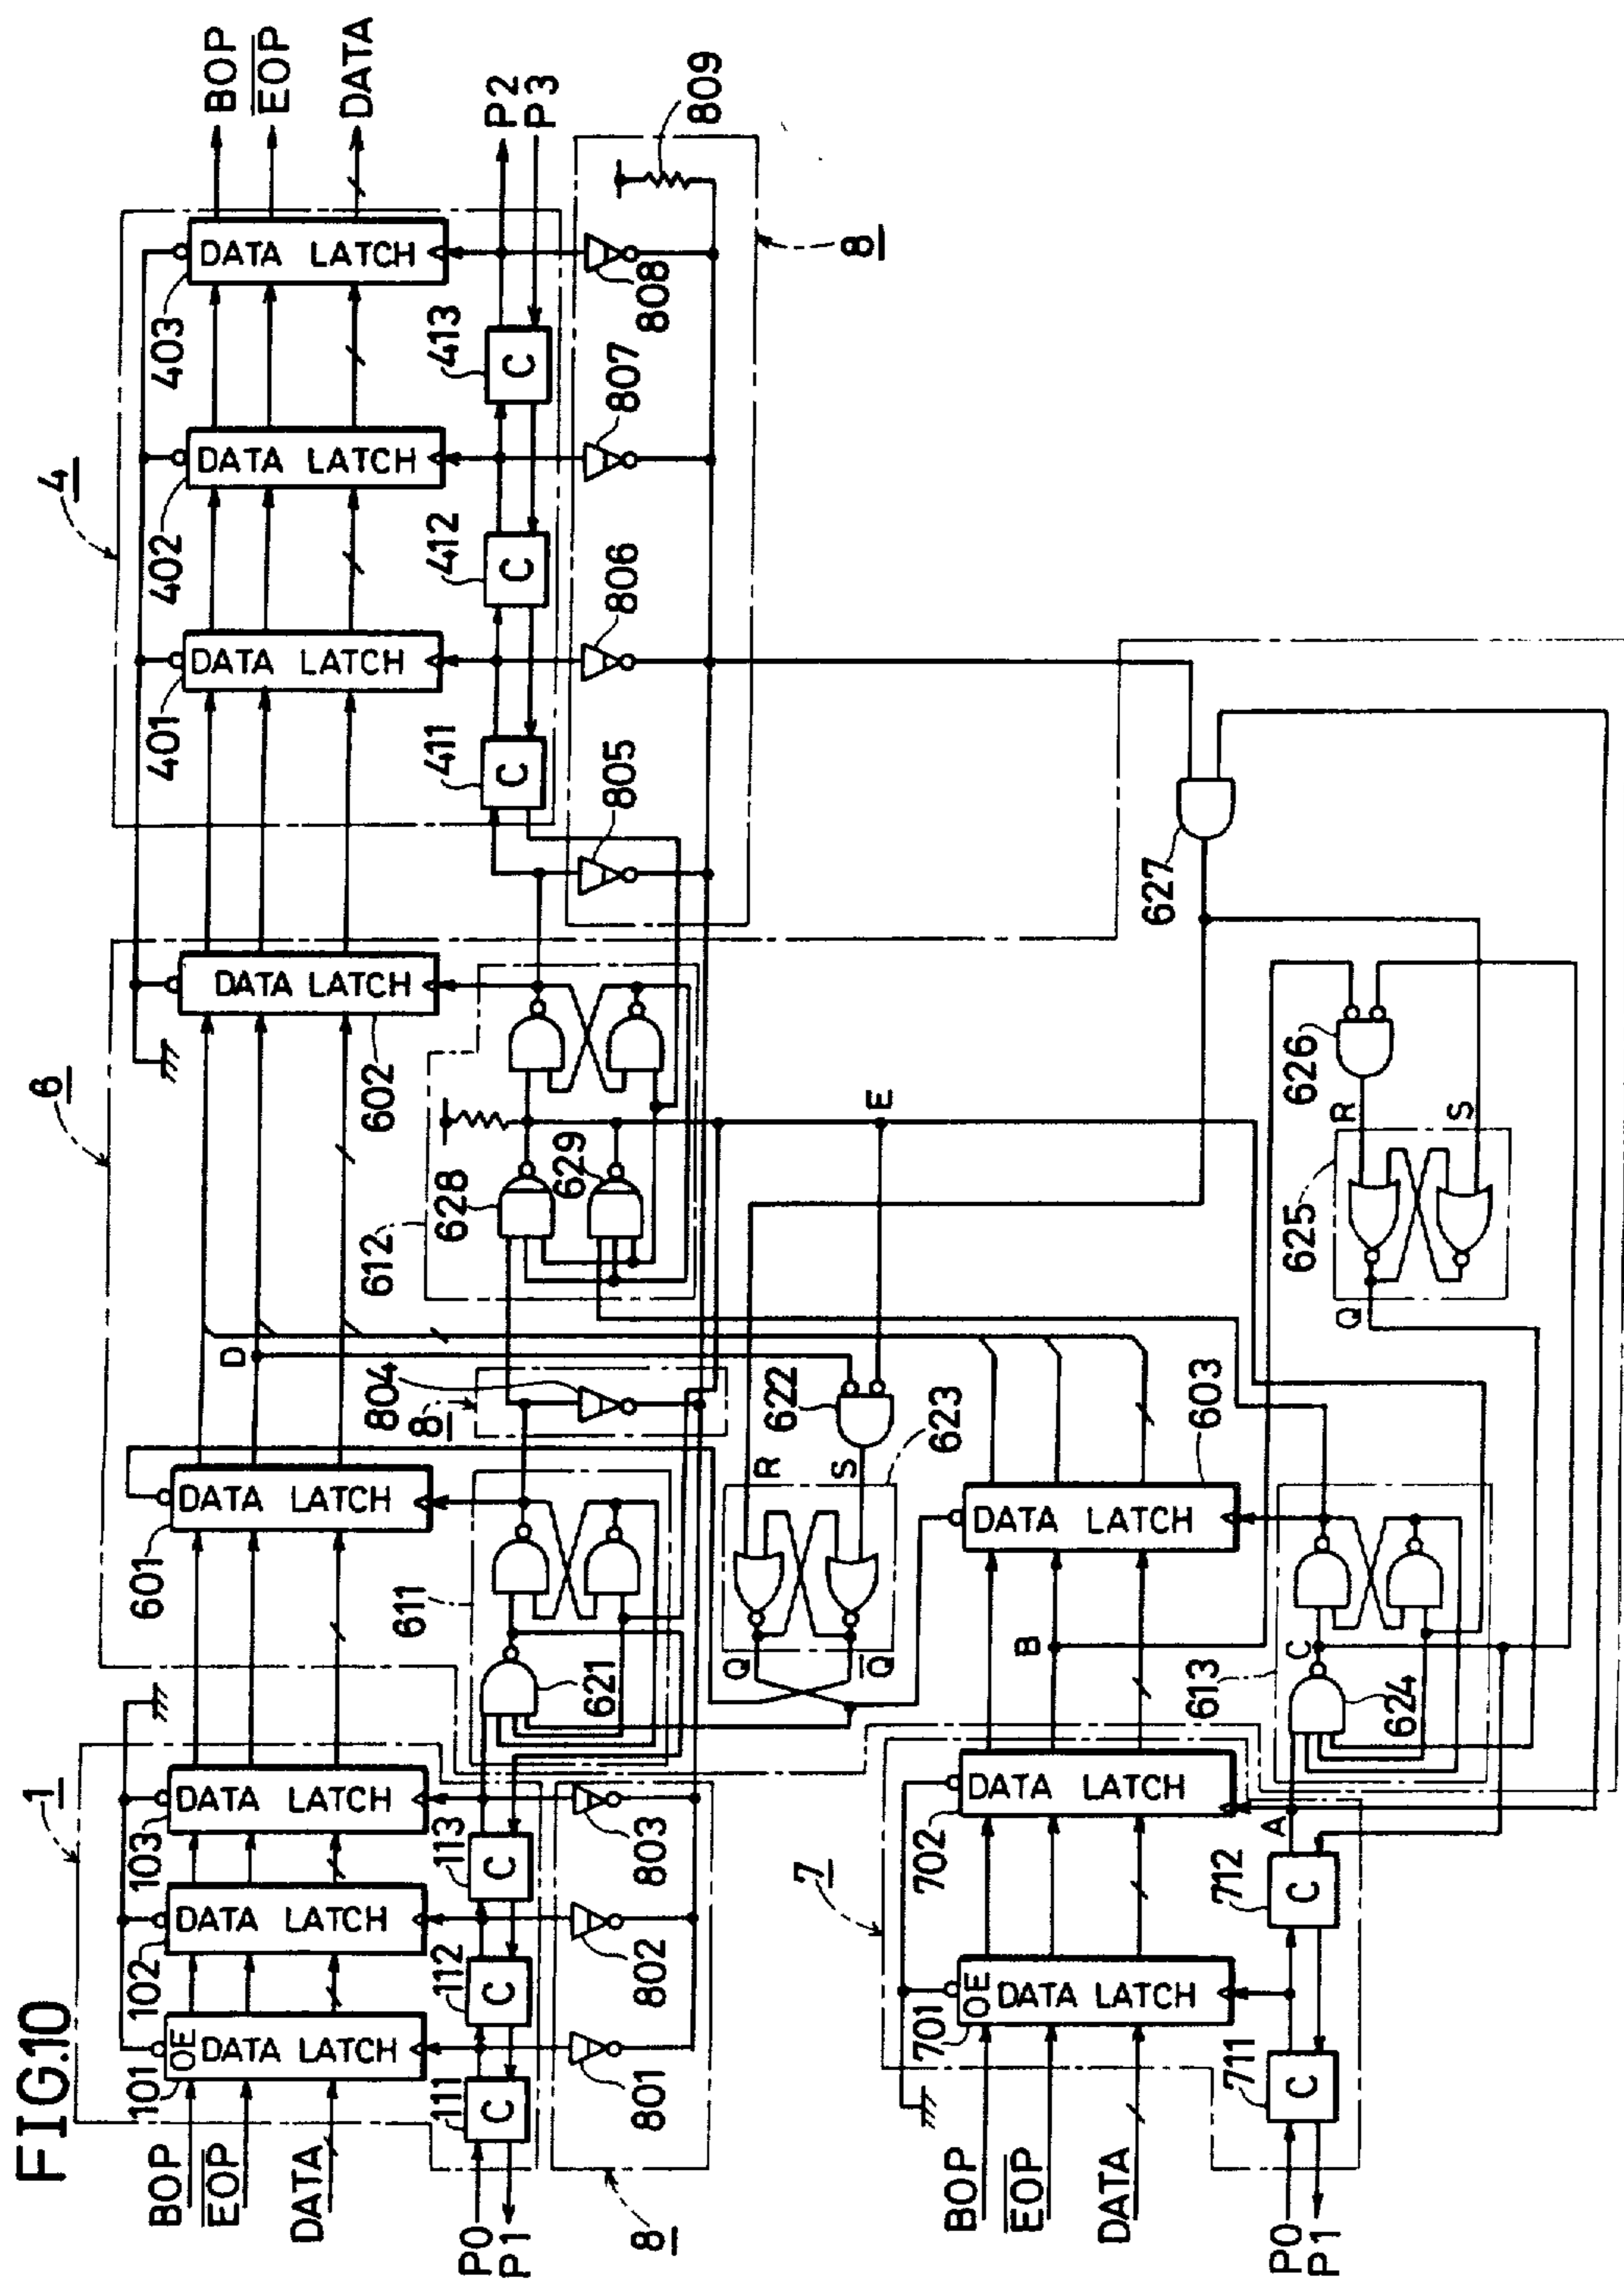 FIG.10
1
4
6
7
8
8
8
BOP
EOP
DATA
P0
P1
101
OE
DATA LATCH
102
DATA LATCH
103
DATA LATCH
111
C
112
C
113
C
801
802
803
601
DATA LATCH
611
621
804
D
612
628
629
602
DATA LATCH
805
401
DATA LATCH
402
DATA LATCH
403
DATA LATCH
411
C
412
C
413
C
806
807
808
809
BOP
EOP
DATA
P2
P3
E
R
S
622
623
Q
Q
627
BOP
EOP
DATA
P0
P1
701
OE
DATA LATCH
702
DATA LATCH
711
C
712
C
A
B
C
613
624
603
DATA LATCH
Q
625
R
S
626